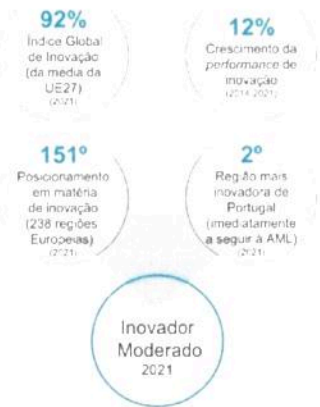 92%
Índice Global
de Inovação
(da média da
UE27)
(2021)
12%
Crescimento da
performance de
inovação
(2014-2021)
151º
Posicionamento
em matéria
de inovação
(238 regiões
Europeias)
(2021)
2º
Região mais
inovadora de
Portugal
(imediatamente
a seguir à AML)
(2021)
Inovador
Moderado
2021